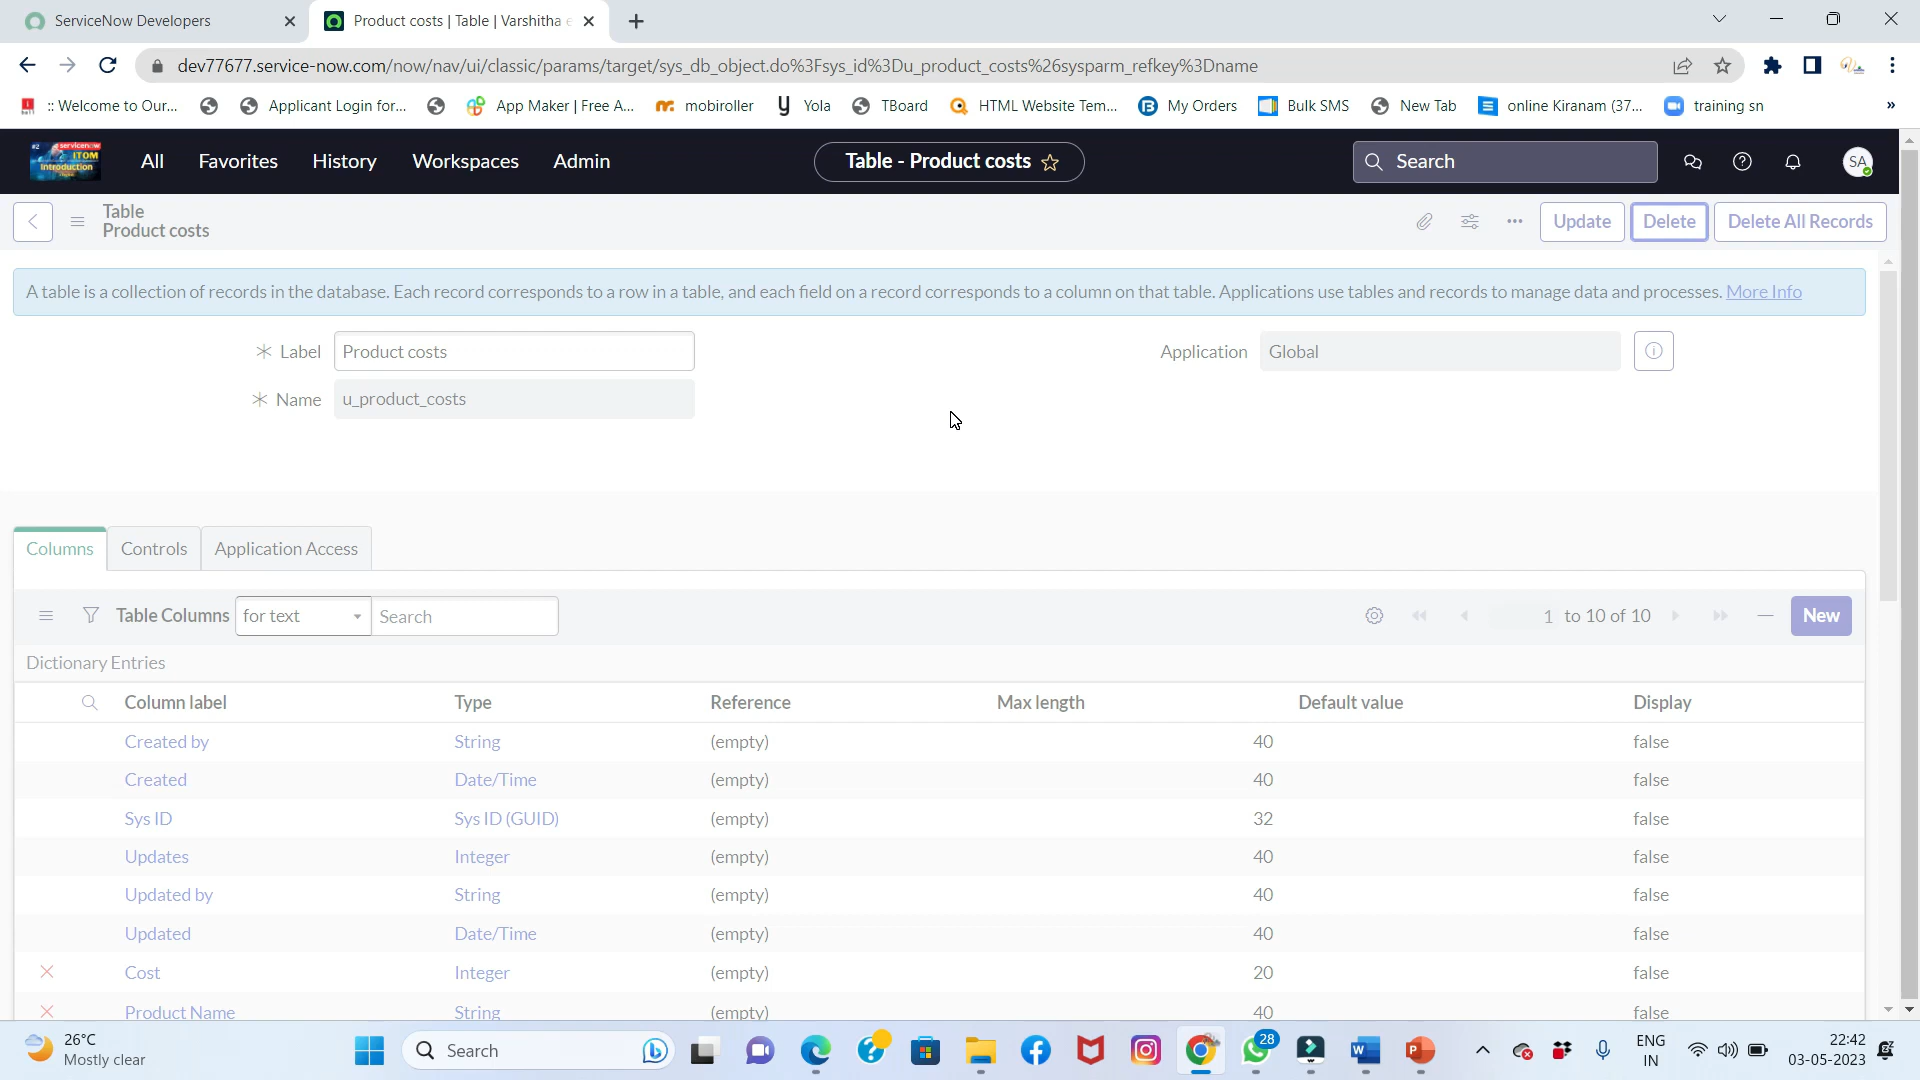 ServiceNow Developers
Product costs | Table | Varshitha
dev77677.service-now.com/now/nav/ui/classic/params/target/sys_db_object.do%3Fsys_id%3Du_product_costs%26sysparm_refkey%3Dname
:: Welcome to Our... Applicant Login for... App Maker | Free A... mobiroller Yola TBoard HTML Website Tem... My Orders Bulk SMS New Tab online Kiranam (37... training sn »
#2 servicenow ITOM Introduction
All Favorites History Workspaces Admin Table - Product costs Search SA
Table
Product costs
Update Delete Delete All Records
A table is a collection of records in the database. Each record corresponds to a row in a table, and each field on a record corresponds to a column on that table. Applications use tables and records to manage data and processes. More Info
Label Product costs Application Global
Name u_product_costs
Columns Controls Application Access
Table Columns for text Search 1 to 10 of 10 New
Dictionary Entries
Column label Type Reference Max length Default value Display
Created by String (empty) 40 false
Created Date/Time (empty) 40 false
Sys ID Sys ID (GUID) (empty) 32 false
Updates Integer (empty) 40 false
Updated by String (empty) 40 false
Updated Date/Time (empty) 40 false
Cost Integer (empty) 20 false
Product Name String (empty) 40 false
26°C
Mostly clear
Search
28
ENG
IN
22:42
03-05-2023